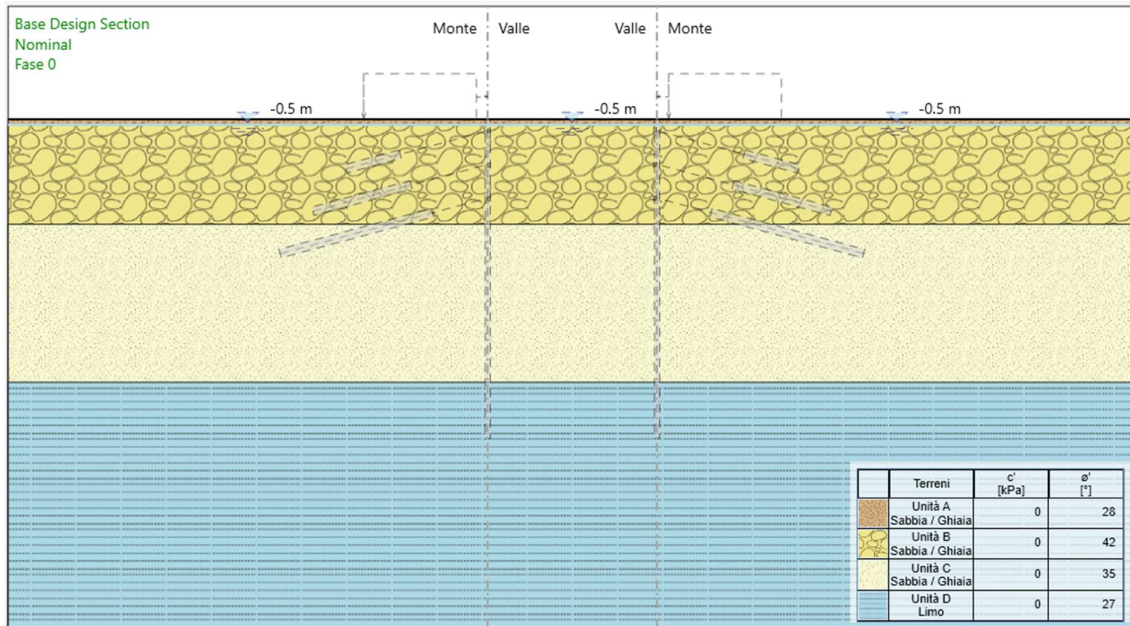 Base Design Section
Nominal
Fase 0
Monte Valle Valle Monte
-0.5 m -0.5 m -0.5 m
Terreni c' ø'
[kPa] [°]
Unità A
Sabbia / Ghiaia 0 28
Unità B
Sabbia / Ghiaia 0 42
Unità C
Sabbia / Ghiaia 0 35
Unità D
Limo 0 27